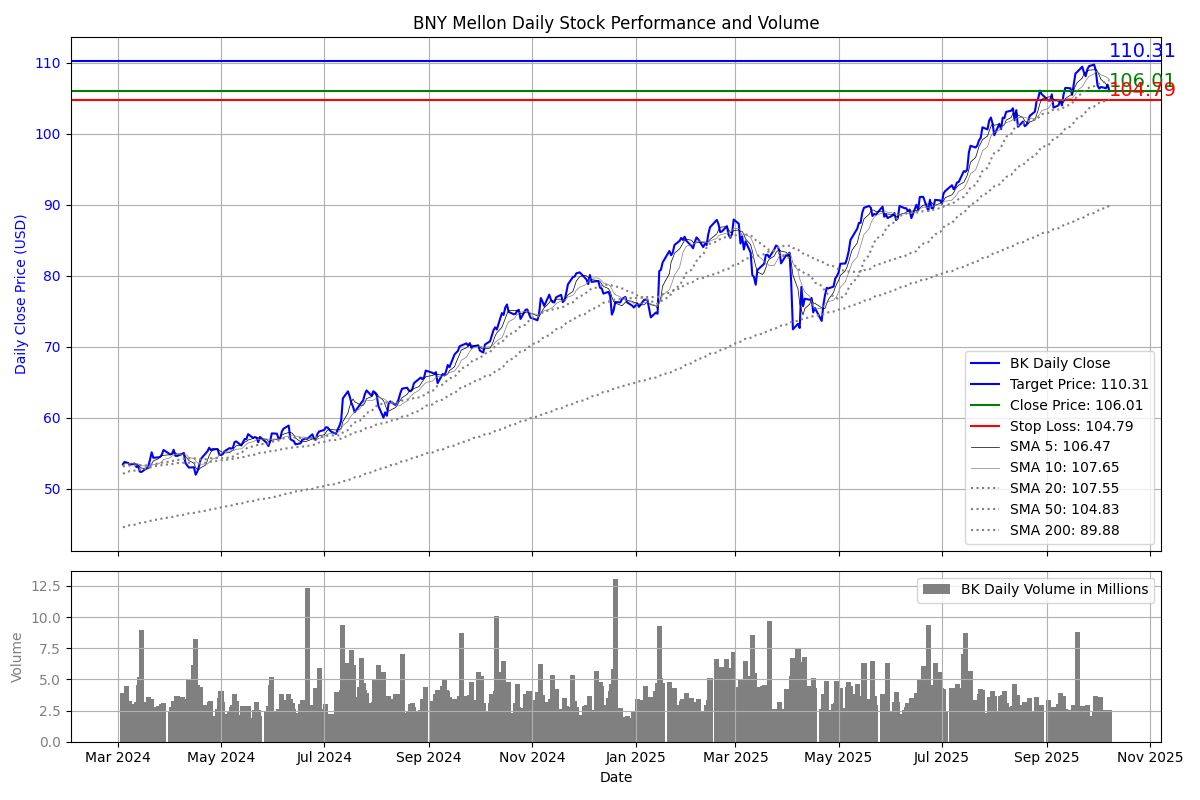 BNY Mellon Daily Stock Performance and Volume
110.31
106.01
104.79
110
100
90
80
70
60
50
Daily Close Price (USD)
BK Daily Close
Target Price: 110.31
Close Price: 106.01
Stop Loss: 104.79
SMA 5: 106.47
SMA 10: 107.65
SMA 20: 107.55
SMA 50: 104.83
SMA 200: 89.88
12.5
10.0
7.5
5.0
2.5
0.0
Volume
BK Daily Volume in Millions
Mar 2024 May 2024 Jul 2024 Sep 2024 Nov 2024 Jan 2025 Mar 2025 May 2025 Jul 2025 Sep 2025 Nov 2025
Date